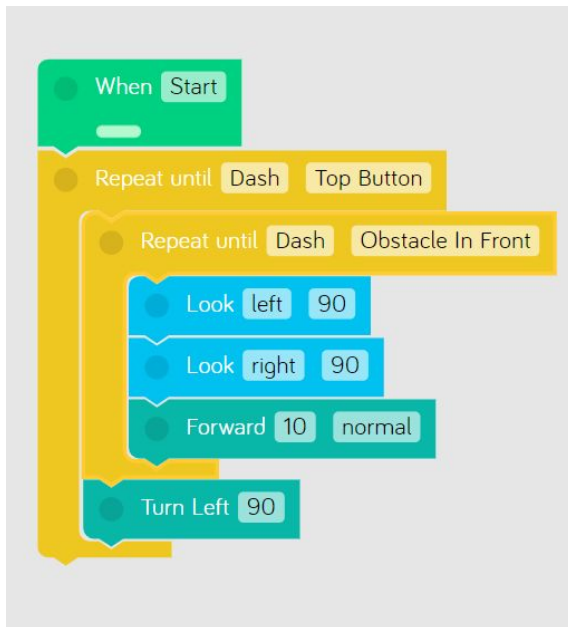 When Start
Repeat until Dash Top Button
Repeat until Dash Obstacle In Front
Look left 90
Look right 90
Forward 10 normal
Turn Left 90